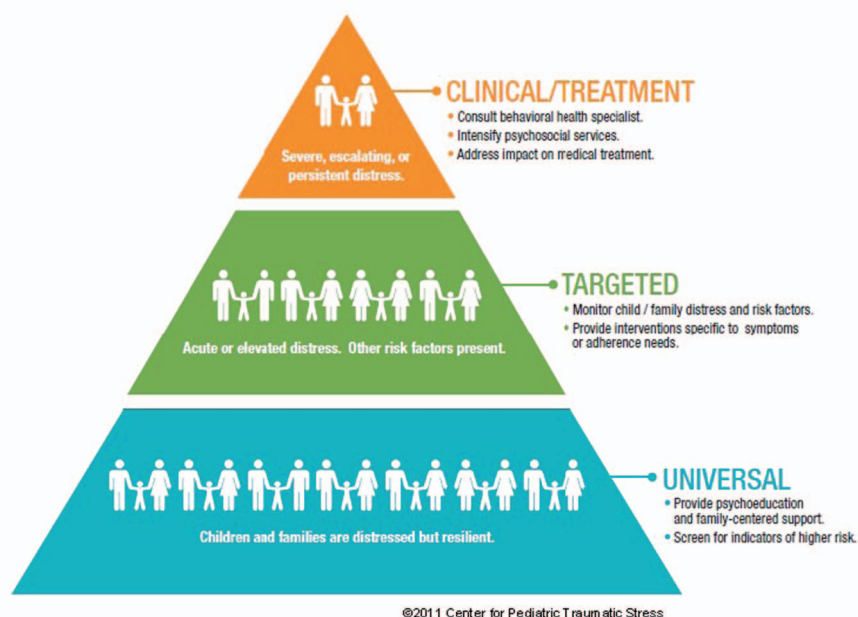 CLINICAL/TREATMENT
• Consult behavioral health specialist.
• Intensify psychosocial services.
• Address impact on medical treatment.
Severe, escalating, or
persistent distress.
TARGETED
• Monitor child / family distress and risk factors.
• Provide interventions specific to symptoms
or adherence needs.
Acute or elevated distress. Other risk factors present.
UNIVERSAL
• Provide psychoeducation
and family-centered support.
• Screen for indicators of higher risk.
Children and families are distressed but resilient.
©2011 Center for Pediatric Traumatic Stress